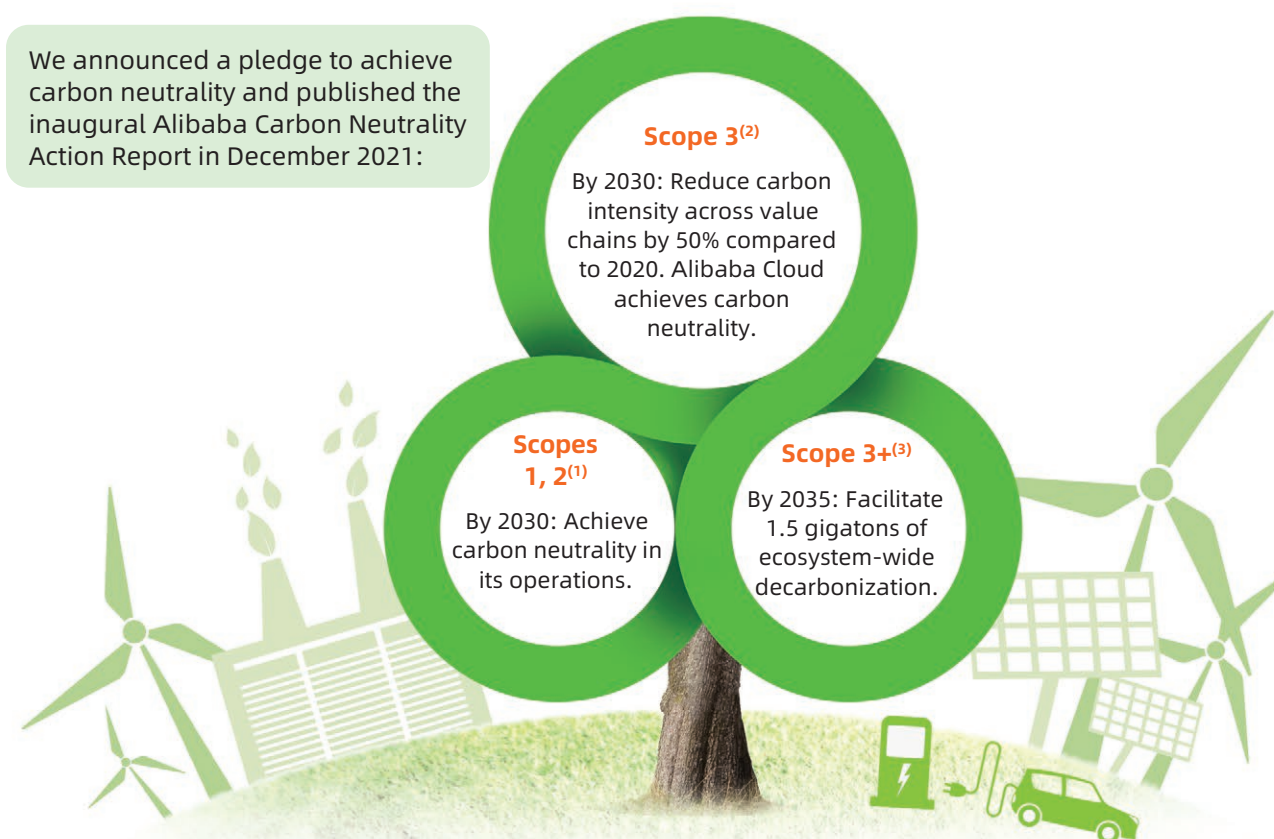 We announced a pledge to achieve
carbon neutrality and published the
inaugural Alibaba Carbon Neutrality
Action Report in December 2021:
Scope 3(2)
By 2030: Reduce carbon
intensity across value
chains by 50% compared
to 2020. Alibaba Cloud
achieves carbon
neutrality.
Scopes
1, 2(1)
By 2030: Achieve
carbon neutrality in
its operations.
Scope 3+(3)
By 2035: Facilitate
1.5 gigatons of
ecosystem-wide
decarbonization.